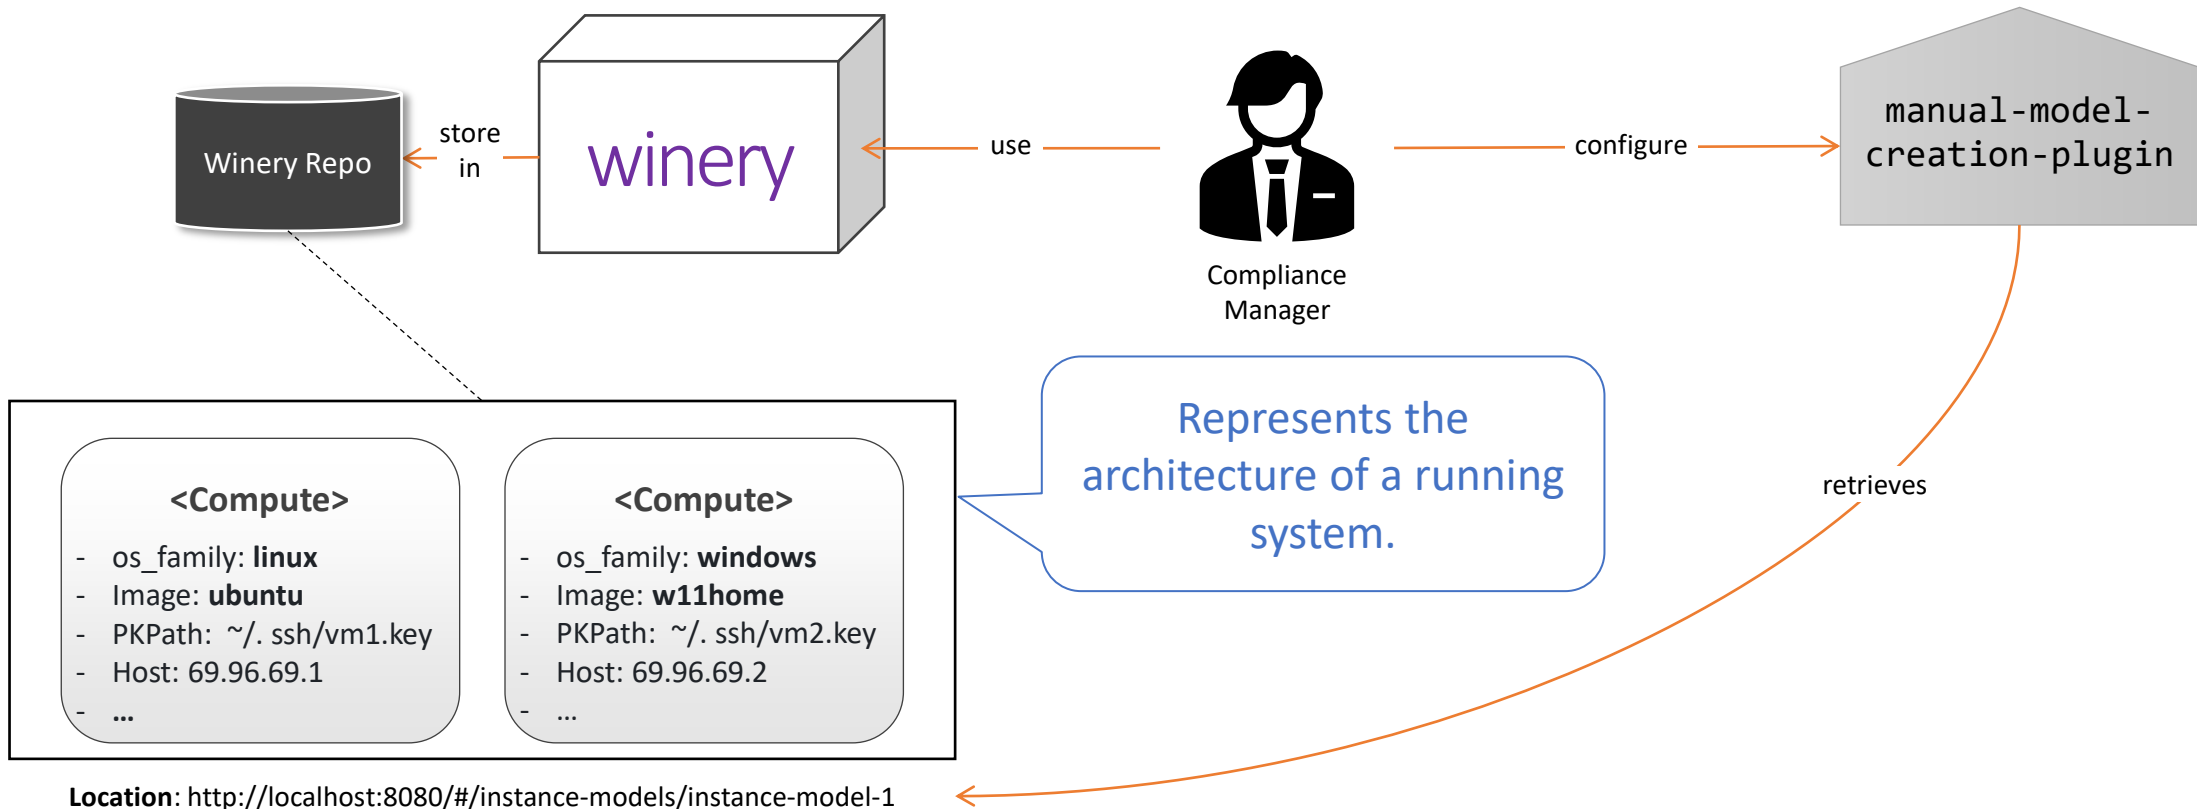 Winery Repo
store
in
winery
use
Compliance
Manager
configure
manual-model-
creation-plugin
retrieves
Represents the
architecture of a running
system.
<Compute>
- os_family: linux
- Image: ubuntu
- PKPath:  ~/. ssh/vm1.key
- Host: 69.96.69.1
- ...
<Compute>
- os_family: windows
- Image: w11home
- PKPath:  ~/. ssh/vm2.key
- Host: 69.96.69.2
- ...
Location: http://localhost:8080/#/instance-models/instance-model-1